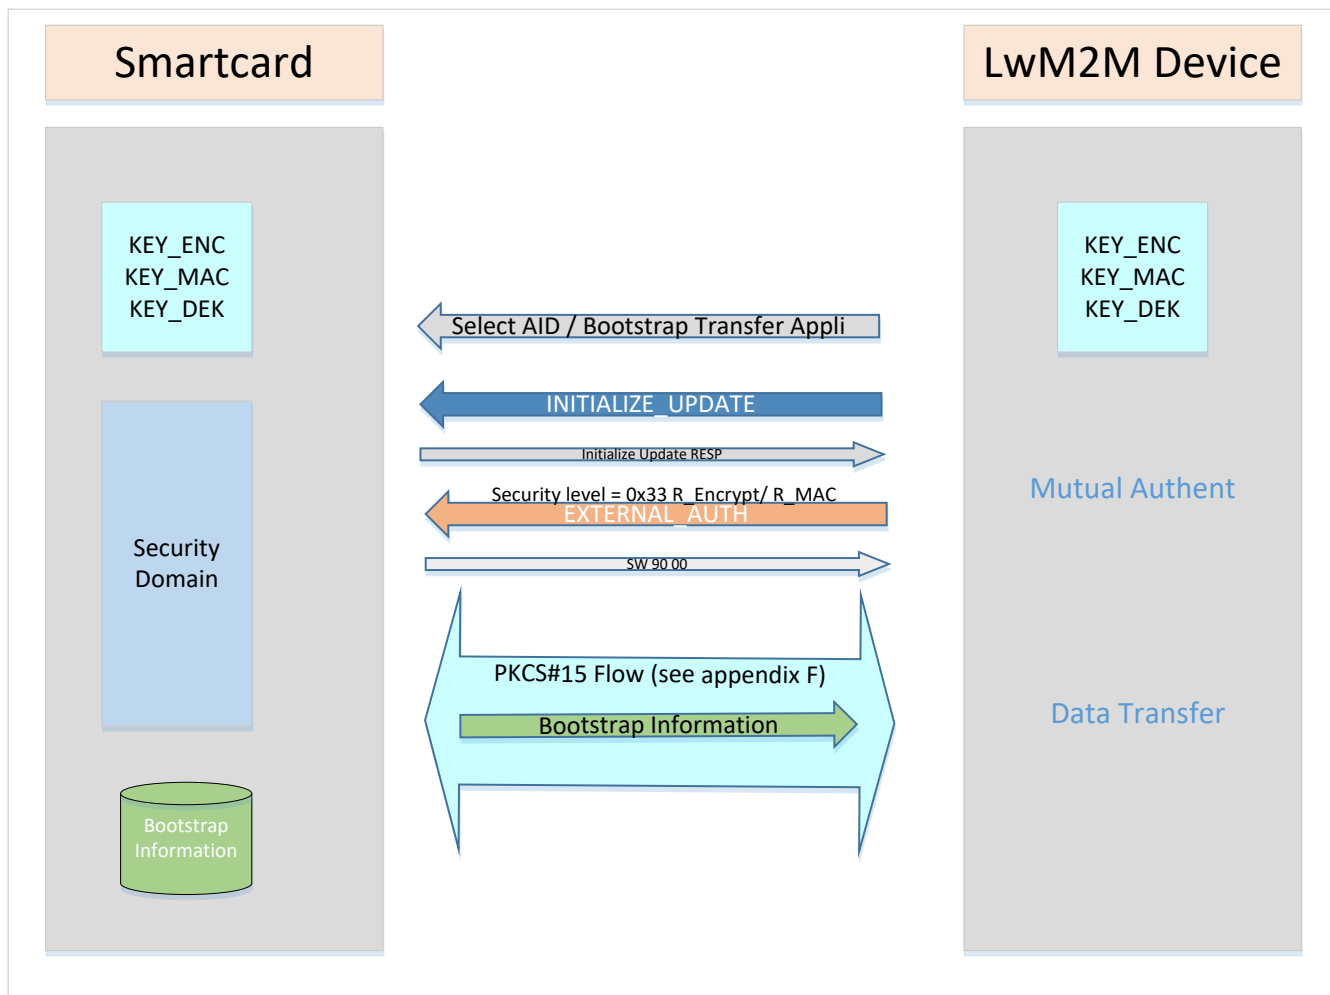 Smartcard
LwM2M Device
KEY_ENC
KEY_MAC
KEY_DEK
KEY_ENC
KEY_MAC
KEY_DEK
Select AID / Bootstrap Transfer Appli
INITIALIZE_UPDATE
Initialize Update RESP
Security level = 0x33 R_Encrypt/ R_MAC
EXTERNAL_AUTH
SW 90 00
Mutual Authent
Security
Domain
PKCS#15 Flow (see appendix F)
Bootstrap Information
Data Transfer
Bootstrap
Information